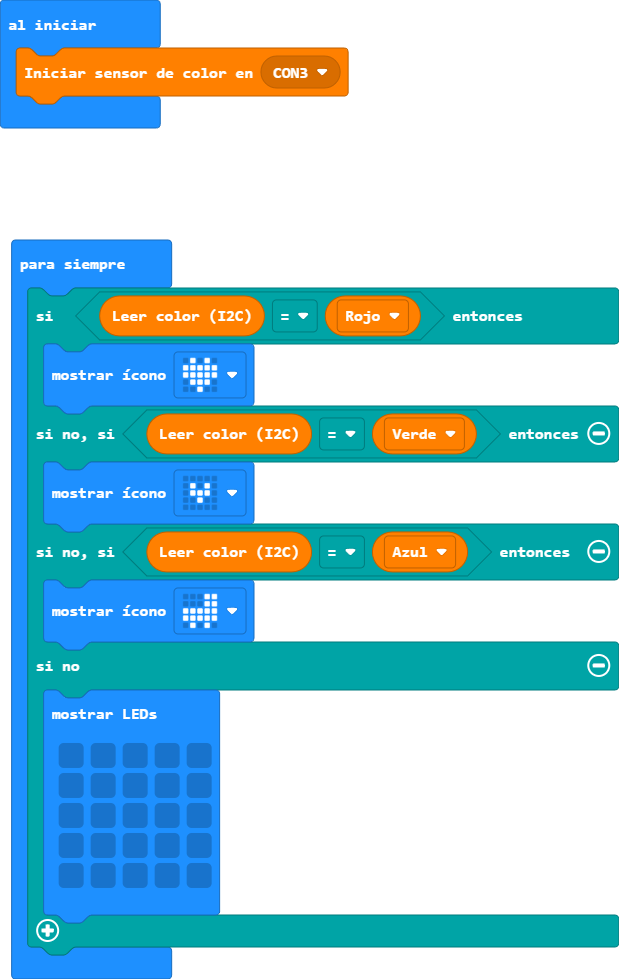 al iniciar
Iniciar sensor de color en CON3
para siempre
si Leer color (I2C) = Rojo entonces
mostrar ícono
si no, si Leer color (I2C) = Verde entonces
mostrar ícono
si no, si Leer color (I2C) = Azul entonces
mostrar ícono
si no
mostrar LEDs